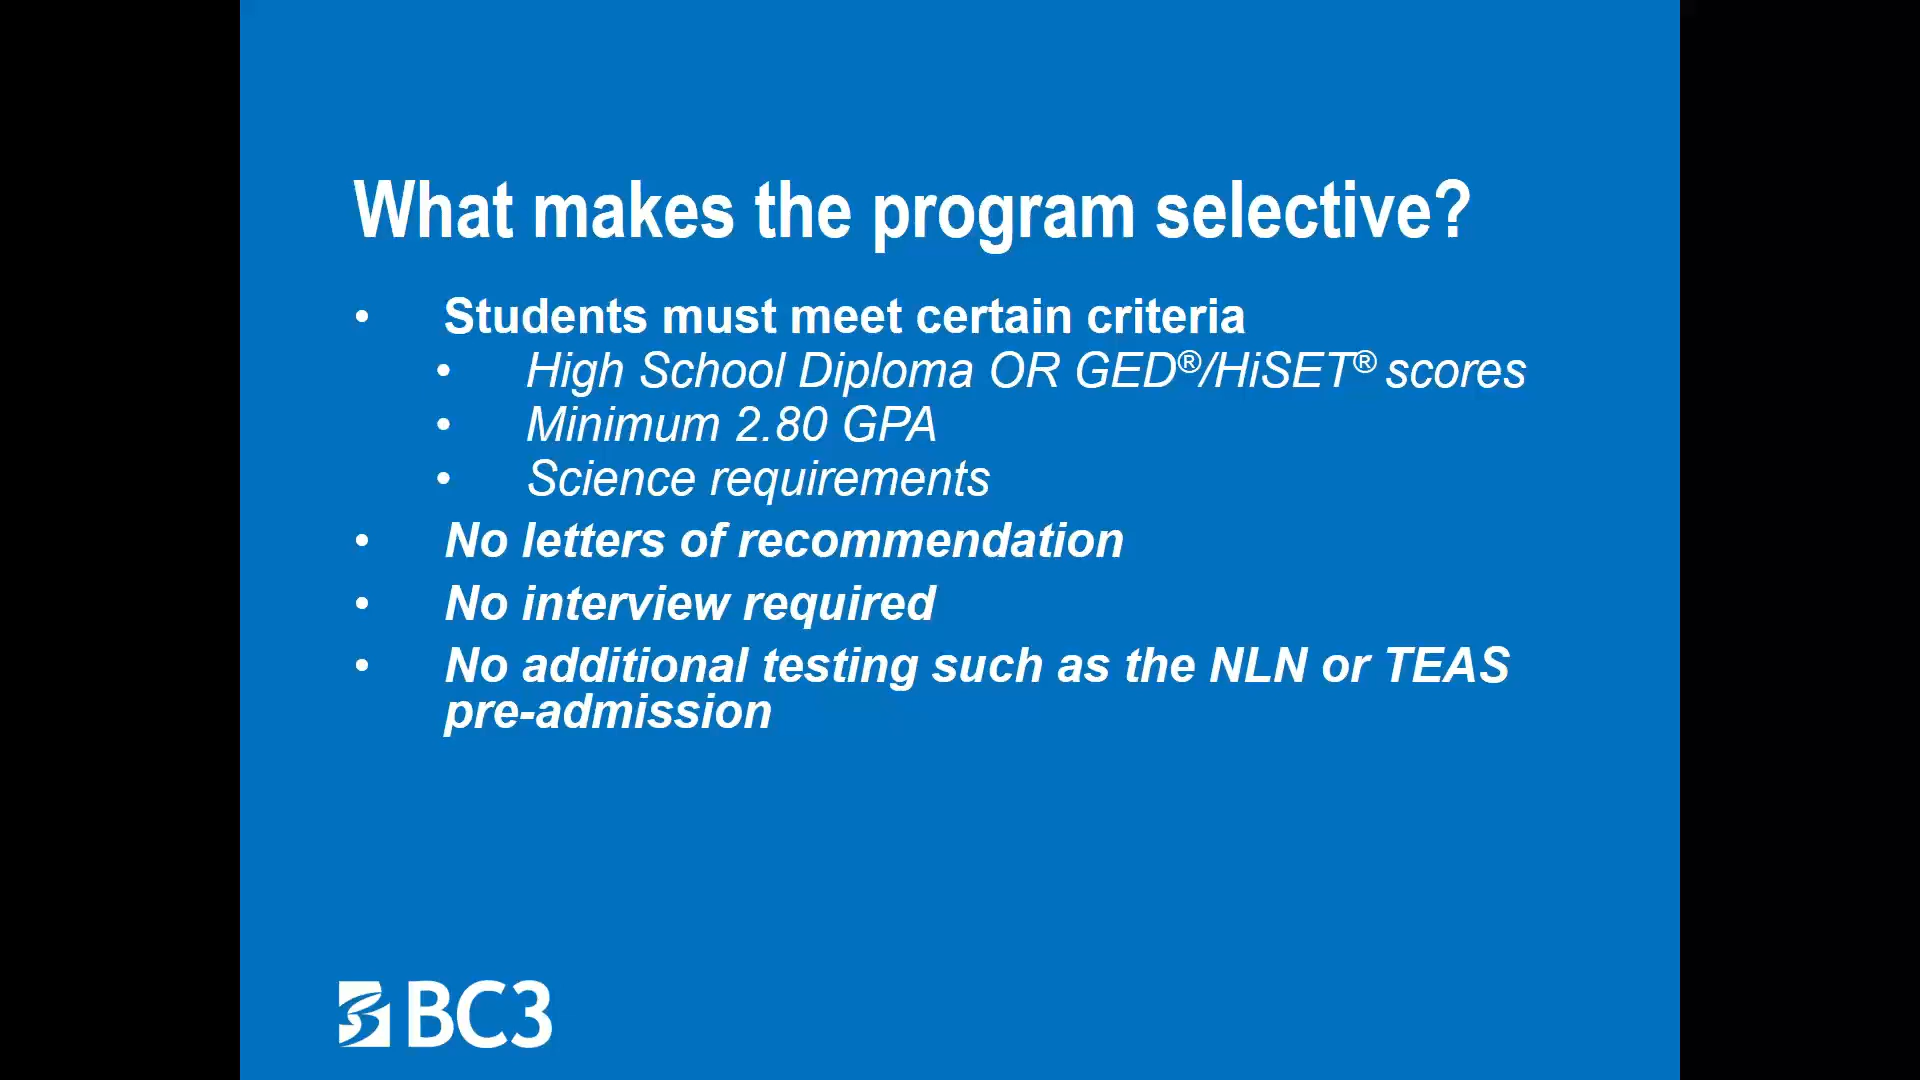 What makes the program selective?
• Students must meet certain criteria
• High School Diploma OR GED®/HiSET® scores
• Minimum 2.80 GPA
• Science requirements
• No letters of recommendation
• No interview required
• No additional testing such as the NLN or TEAS
pre-admission
BC3